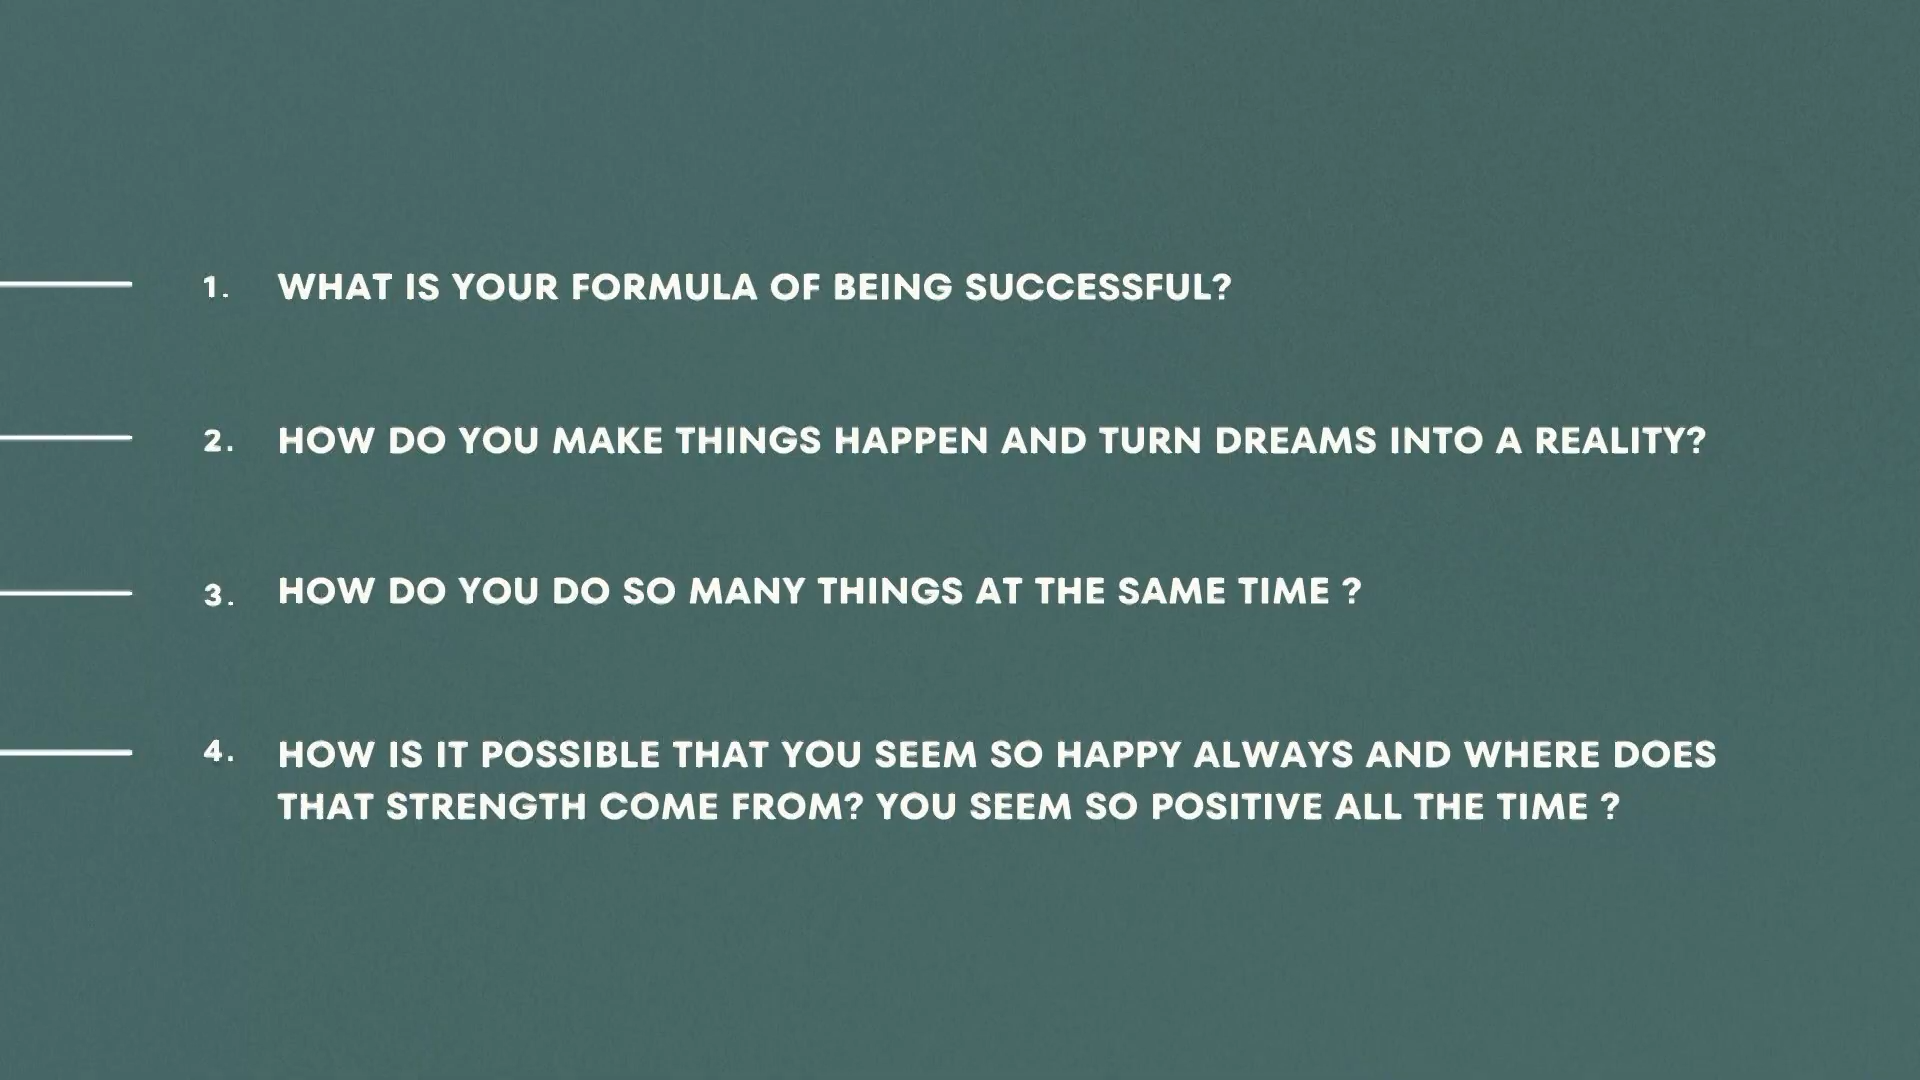 1. WHAT IS YOUR FORMULA OF BEING SUCCESSFUL?
2. HOW DO YOU MAKE THINGS HAPPEN AND TURN DREAMS INTO A REALITY?
3. HOW DO YOU DO SO MANY THINGS AT THE SAME TIME ?
4. HOW IS IT POSSIBLE THAT YOU SEEM SO HAPPY ALWAYS AND WHERE DOES
THAT STRENGTH COME FROM? YOU SEEM SO POSITIVE ALL THE TIME ?